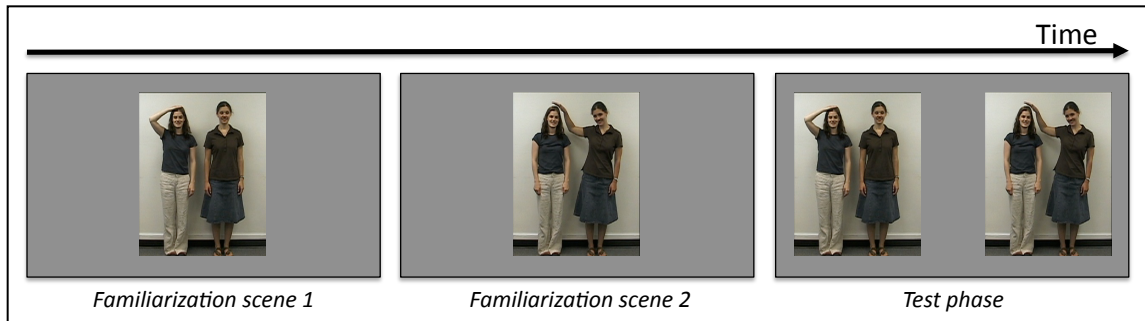 Time
Familiarization scene 1
Familiarization scene 2
Test phase